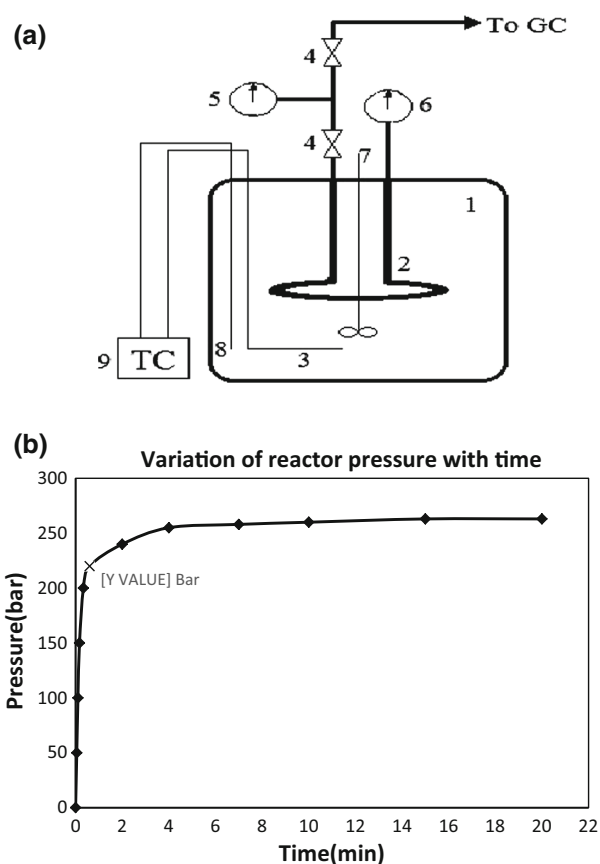 (a)
To GC
4
5
6
4
7
1
2
9
TC
8
3
(b)
Variation of reactor pressure with time
300
250
200
150
100
50
0
[Y VALUE] Bar
Pressure(bar)
0 2 4 6 8 10 12 14 16 18 20 22
Time(min)